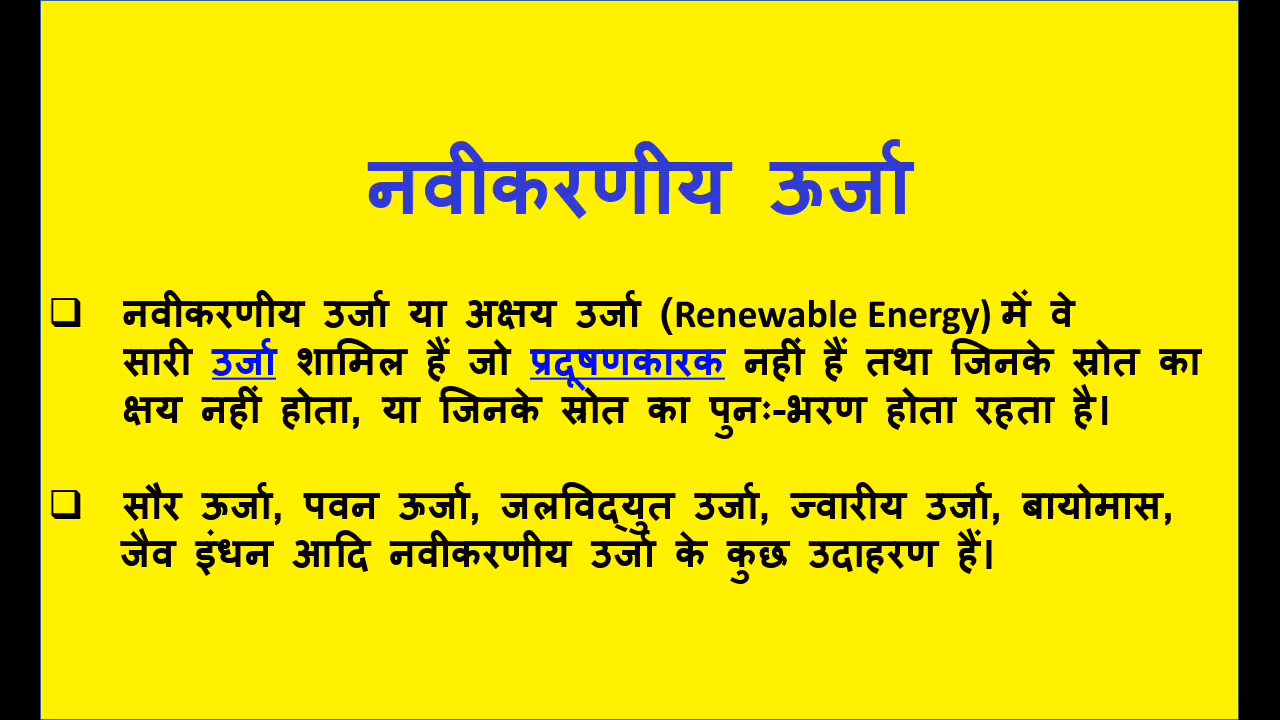 नवीकरणीय ऊर्जा
नवीकरणीय उर्जा या अक्षय उर्जा (Renewable Energy) में वे
सारी उर्जा शामिल हैं जो प्रदूषणकारक नहीं हैं तथा जिनके स्रोत का
क्षय नहीं होता, या जिनके स्रोत का पुनः-भरण होता रहता है।
सौर ऊर्जा, पवन ऊर्जा, जलविद्युत उर्जा, ज्वारीय उर्जा, बायोमास,
जैव इंधन आदि नवीकरणीय उर्जा के कुछ उदाहरण हैं।